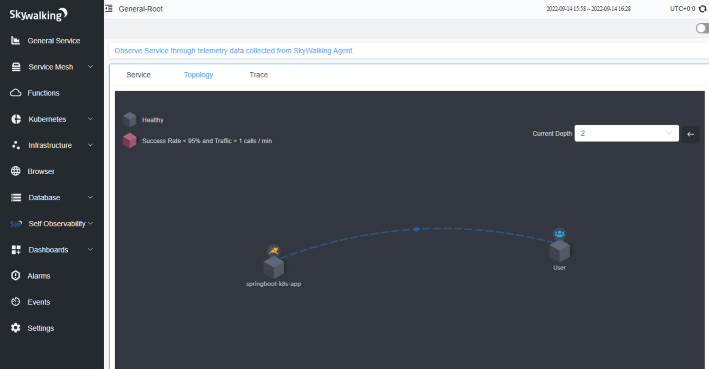 Skywalking
General-Root
2022-09-14 15:58 ~ 2022-09-14 16:28
UTC+0:0
General Service
Service Mesh
Functions
Kubernetes
Infrastructure
Browser
Database
Self Observability
Dashboards
Alarms
Events
Settings
Observe Service through telemetry data collected from SkyWalking Agent.
Service
Topology
Trace
Healthy
Success Rate < 95% and Traffic > 1 calls / min
Current Depth
2
springboot-k8s-app
User